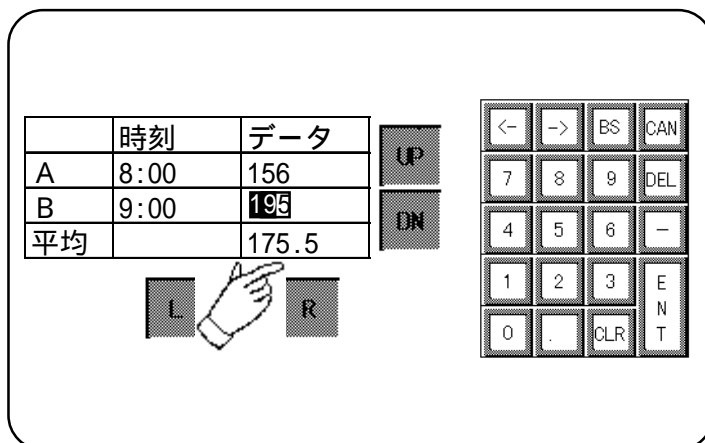 時刻 データ
A 8:00 156
B 9:00 195
平均 175.5
UP
DN
L R
<- -> BS CAN
7 8 9 DEL
4 5 6 -
1 2 3 ENT
0 . CLR